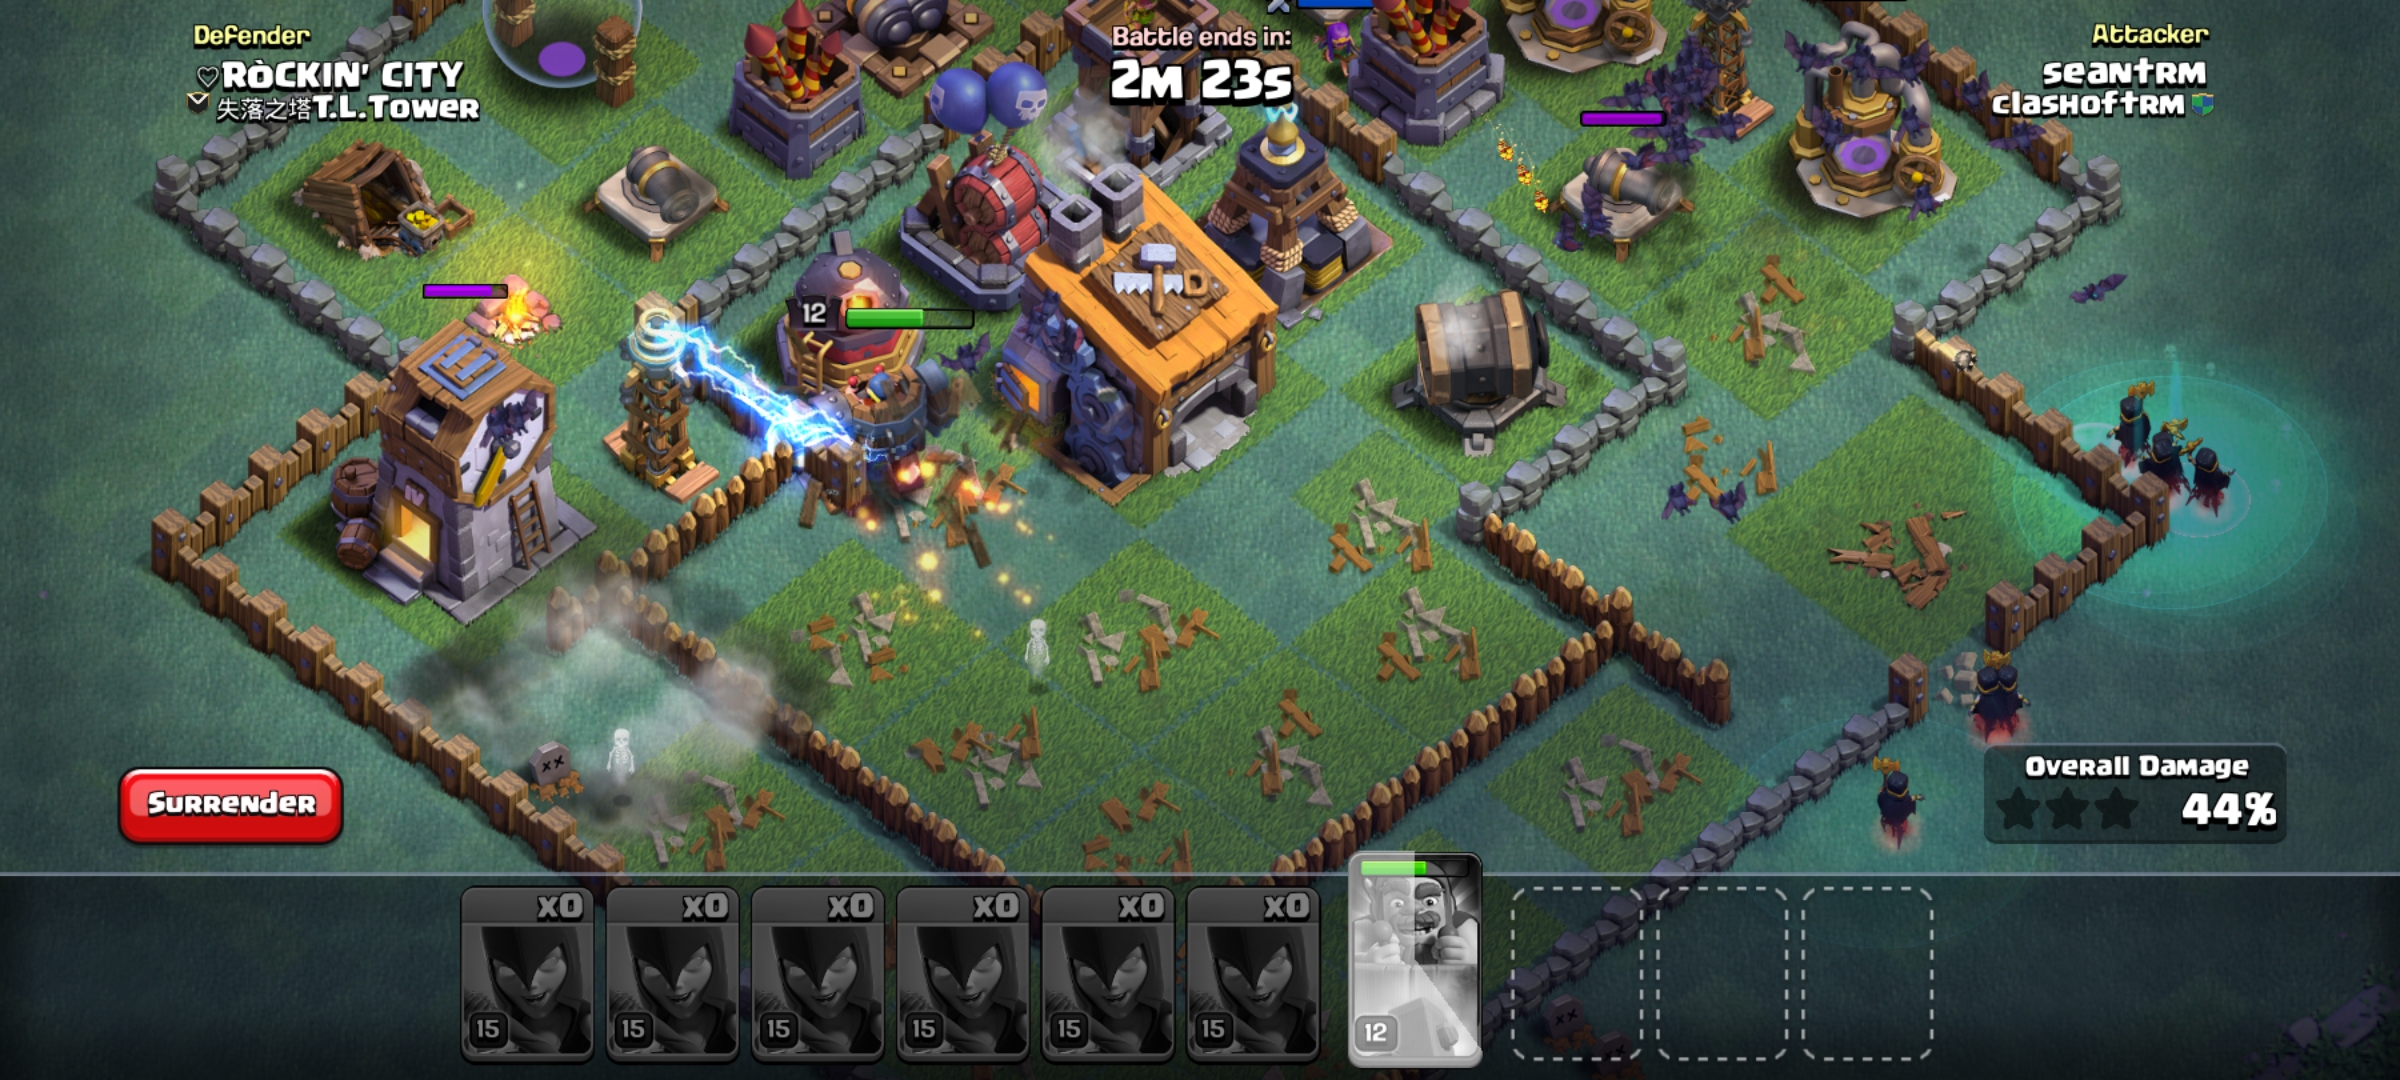 Defender
♡RÒCKIN' CITY
失落之塔T.L.Tower
Battle ends in:
2M 23s
Attacker
seantRM
clashoftRM
12
IV
Surrender
Overall Damage
44%
x0
x0
x0
x0
x0
x0
15
15
15
15
15
15
12